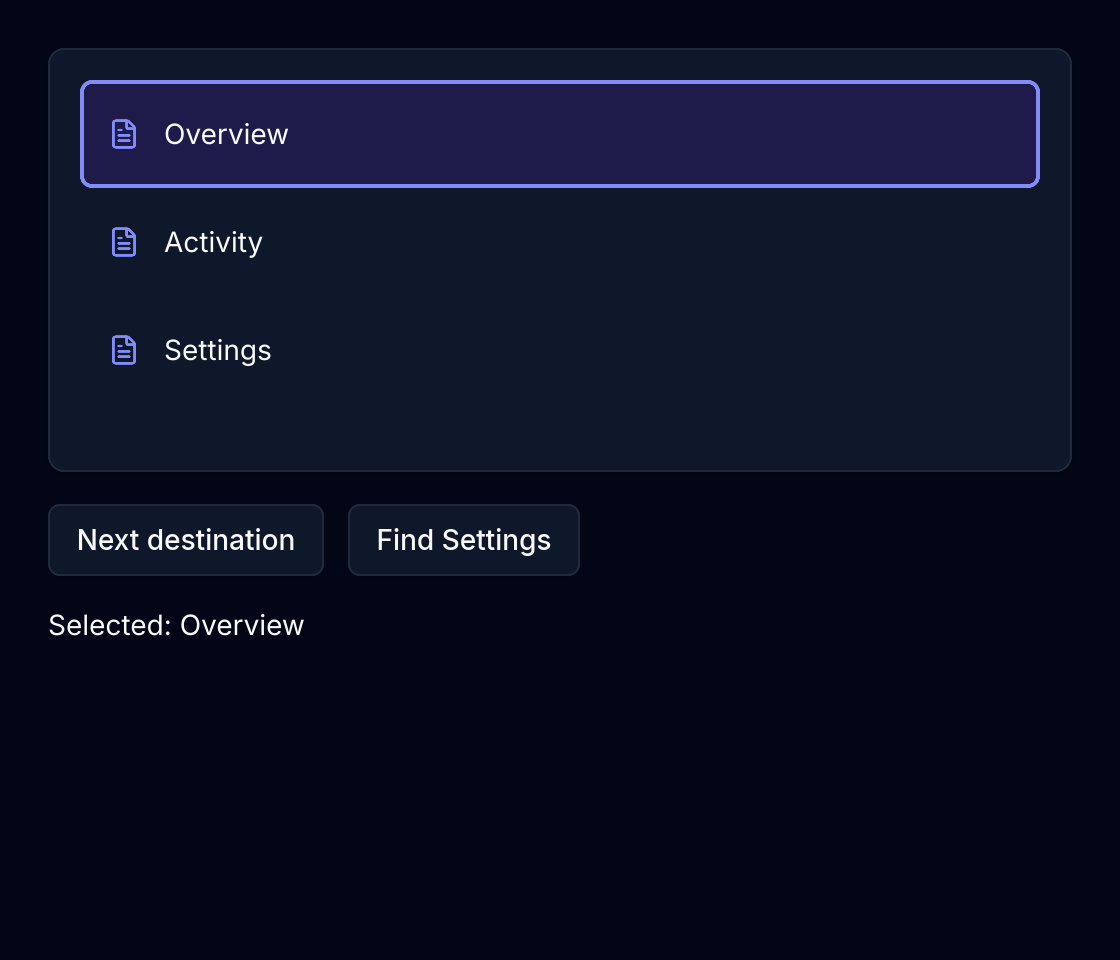 Overview
Activity
Settings
Next destination
Find Settings
Selected: Overview